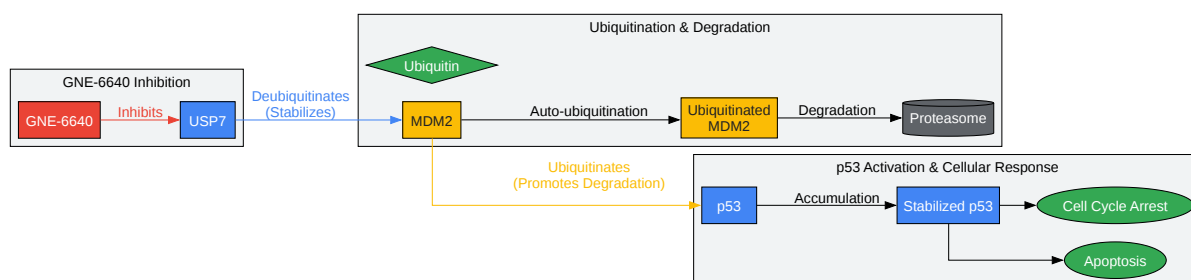 Ubiquitination & Degradation
Ubiquitin
GNE-6640 Inhibition
GNE-6640
Inhibits
USP7
Deubiquitinates
(Stabilizes)
MDM2
Auto-ubiquitination
Ubiquitinated
MDM2
Degradation
Proteasome
Ubiquitinates
(Promotes Degradation)
p53 Activation & Cellular Response
p53
Accumulation
Stabilized p53
Cell Cycle Arrest
Apoptosis